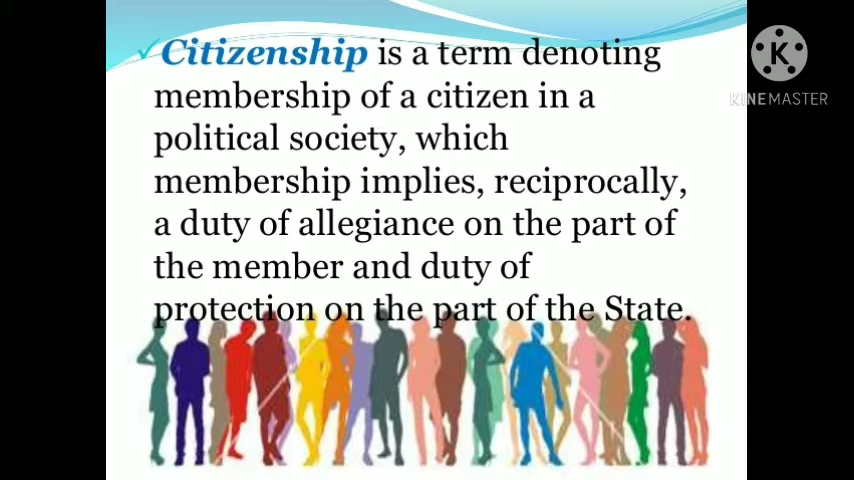 Citizenship is a term denoting
membership of a citizen in a
political society, which
membership implies, reciprocally,
a duty of allegiance on the part of
the member and duty of
protection on the part of the State.
K
KINEMASTER